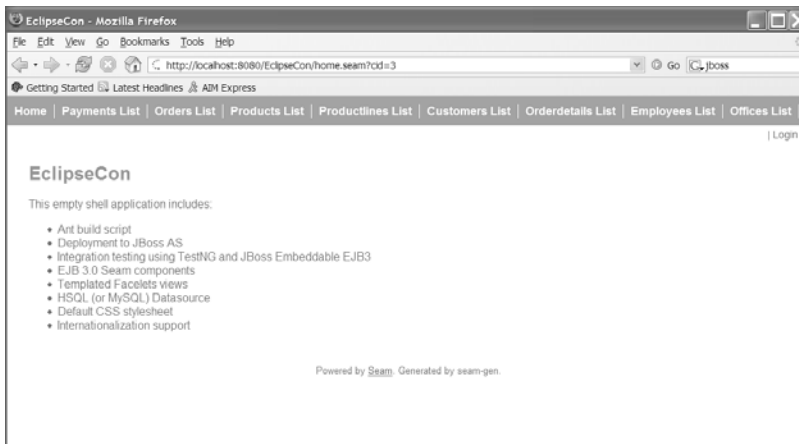 EclipseCon - Mozilla Firefox
File Edit View Go Bookmarks Tools Help
http://localhost:8080/EclipseCon/home.seam?cid=3 Go jboss
Getting Started Latest Headlines AIM Express
Home | Payments List | Orders List | Products List | Productlines List | Customers List | Orderdetails List | Employees List | Offices List |
| Login
EclipseCon
This empty shell application includes:
• Ant build script
• Deployment to JBoss AS
• Integration testing using TestNG and JBoss Embeddable EJB3
• EJB 3.0 Seam components
• Templated Facelets views
• HSQL (or MySQL) Datasource
• Default CSS stylesheet
• Internationalization support
Powered by Seam. Generated by seam-gen.